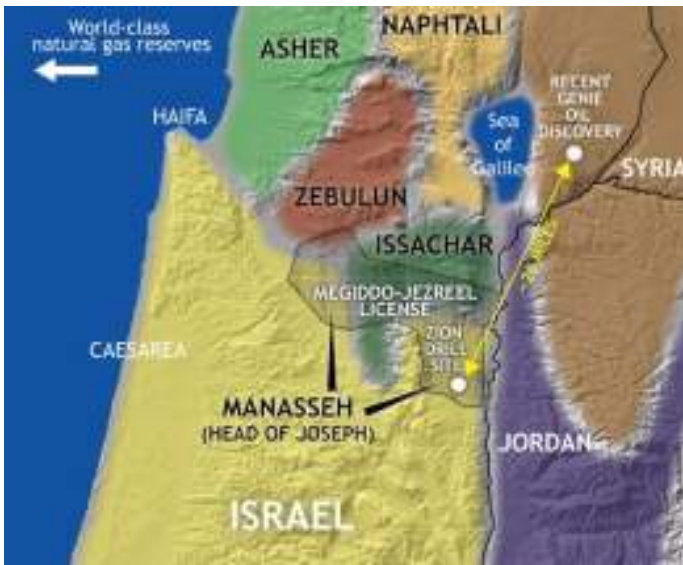 World-class
natural gas reserves
NAPHTALI
ASHER
HAIFA
RECENT
GENIE
OIL
DISCOVERY
Sea
of
Galilee
SYRIA
ZEBULUN
ISSACHAR
MEGIDDO-JEZREEL
LICENSE
ZION
DRILL
SITE
CAESAREA
MANASSEH
(HEAD OF JOSEPH)
JORDAN
ISRAEL